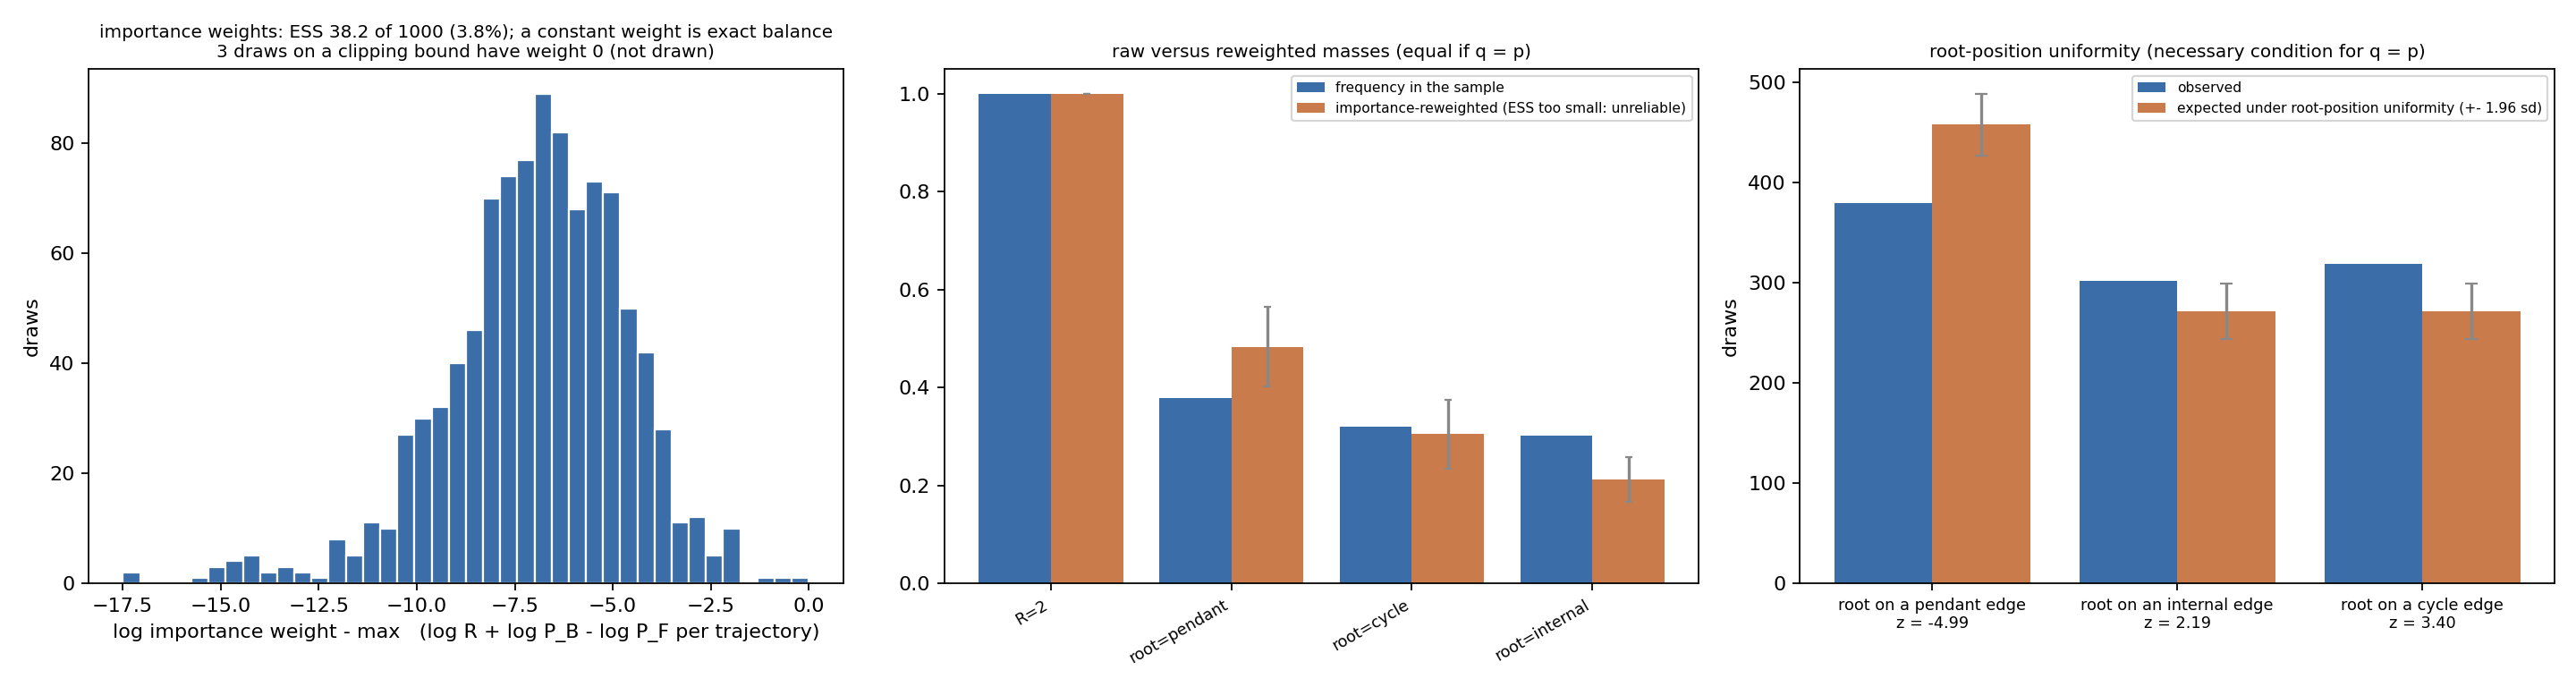 importance weights: ESS 38.2 of 1000 (3.8%); a constant weight is exact balance
3 draws on a clipping bound have weight 0 (not drawn)
draws
80
60
40
20
0
−17.5
−15.0
−12.5
−10.0
−7.5
−5.0
−2.5
0.0
log importance weight - max   (log R + log P_B - log P_F per trajectory)
raw versus reweighted masses (equal if q = p)
frequency in the sample
importance-reweighted (ESS too small: unreliable)
1.0
0.8
0.6
0.4
0.2
0.0
R=2
root=pendant
root=cycle
root=internal
root-position uniformity (necessary condition for q = p)
observed
expected under root-position uniformity (+- 1.96 sd)
draws
500
400
300
200
100
0
root on a pendant edge
z = -4.99
root on an internal edge
z = 2.19
root on a cycle edge
z = 3.40